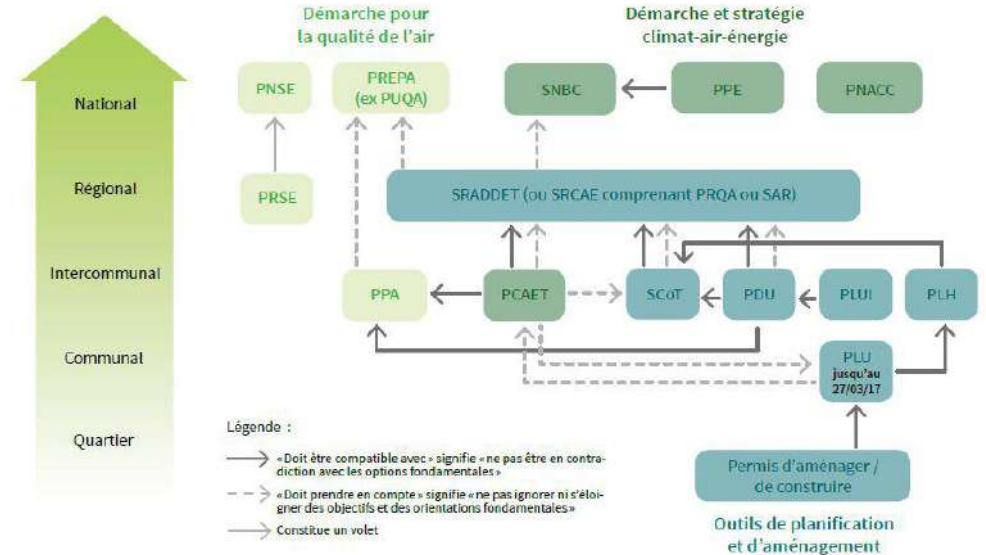 Démarche pour
la qualité de l'air
Démarche et stratégie
climat-air-énergie
National
PNSE
PREPA
(ex PUQA)
SNBC
PPE
PNACC
Régional
PRSE
SRADDET (ou SRCAE comprenant PRQA ou SAR)
Intercommunal
PPA
PCAET
SCoT
PDU
PLUI
PLH
Communal
PLU
jusqu'au
27/03/17
Quartier
Légende :
«Doit être compatible avec» signifie «ne pas être en contra-
diction avec les options fondamentales»
«Doit prendre en compte» signifie «ne pas ignorer ni s'éloi-
gner des objectifs et des orientations fondamentales»
Constitue un volet
Permis d'aménager /
de construire
Outils de planification
et d'aménagement